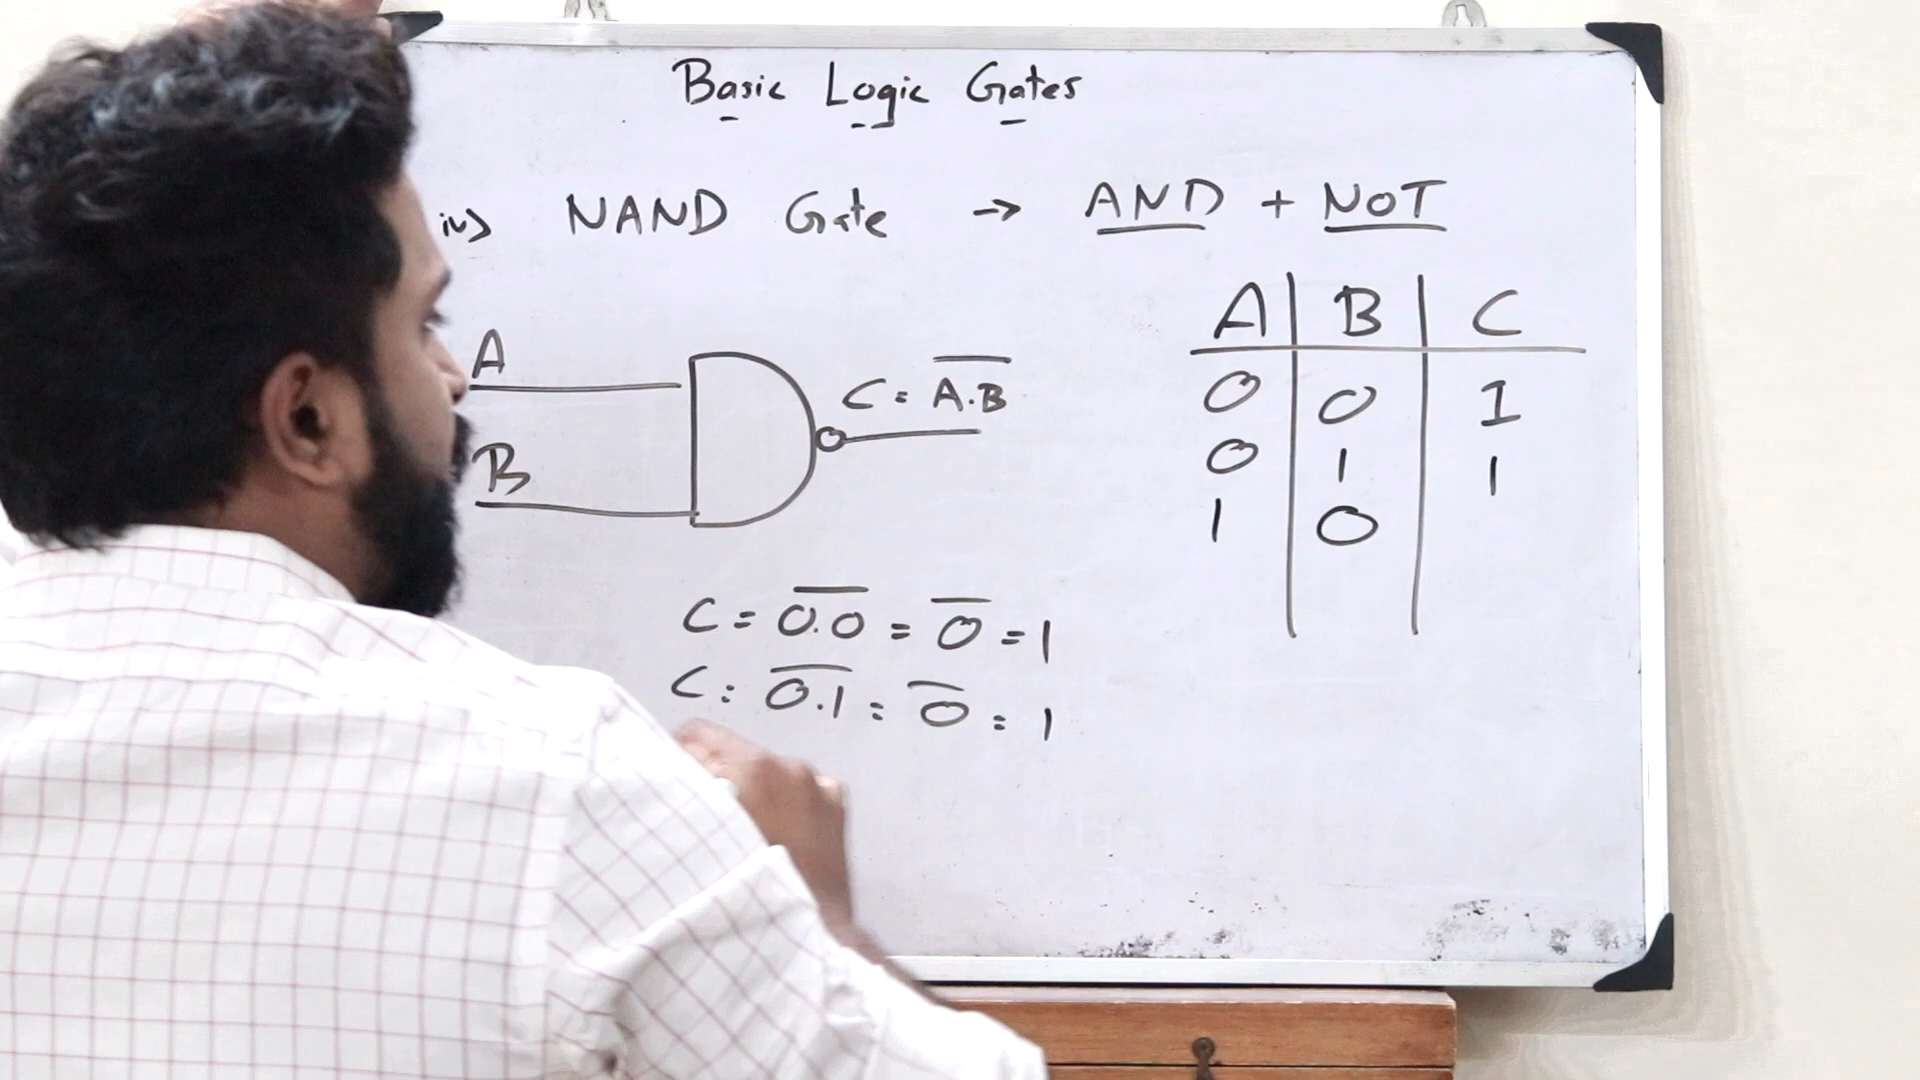 Basic Logic Gates
iv) NAND Gate → AND + NOT
A
B
C = A̅.̅B̅
A B C
0 0 1
0 1 1
1 0
C = 0̅.̅0̅ = 0̅ = 1
C = 0̅.̅1̅ = 0̅ = 1